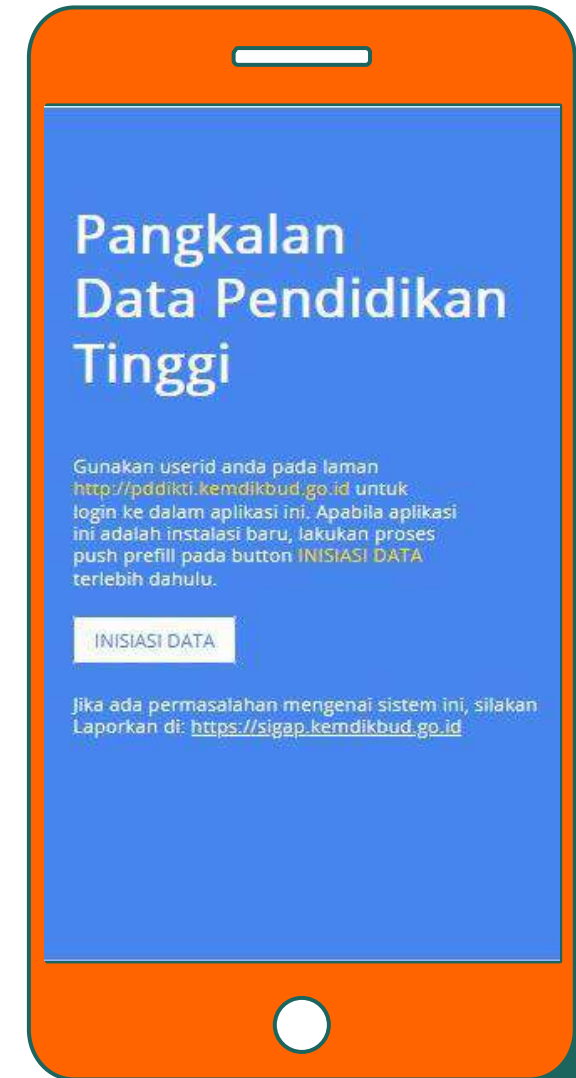 Pangkalan
Data Pendidikan
Tinggi
Gunakan userid anda pada laman
http://pddikti.kemdikbud.go.id untuk
login ke dalam aplikasi ini. Apabila aplikasi
ini adalah instalasi baru, lakukan proses
push prefill pada button INISIASI DATA
terlebih dahulu.
INISIASI DATA
Jika ada permasalahan mengenai sistem ini, silakan
Laporkan di: https://sigap.kemdikbud.go.id